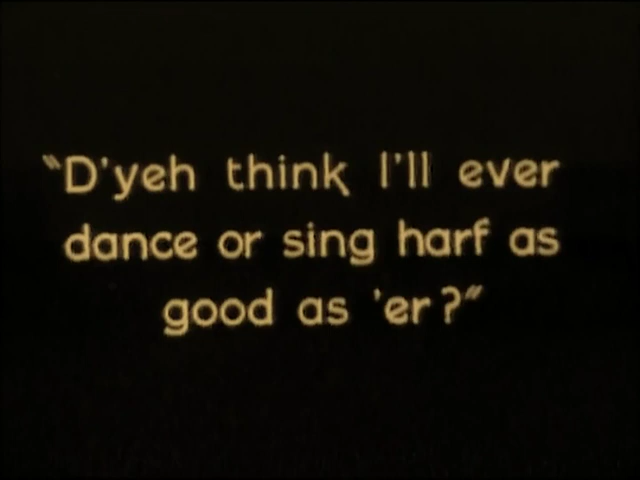 "D'yeh think I'll ever
dance or sing harf as
good as 'er?"